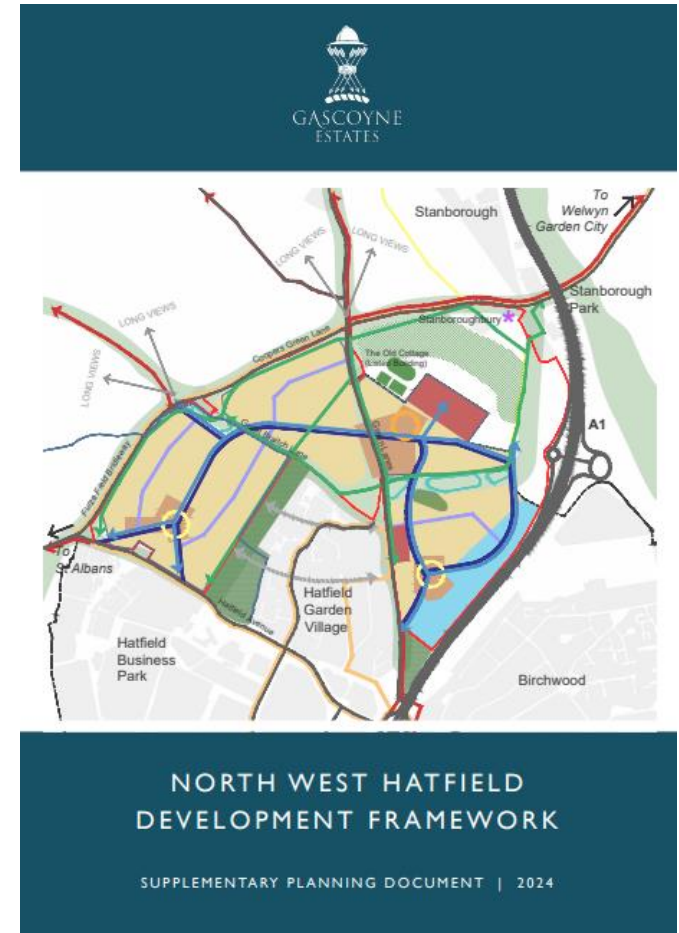 GASCOYNE
ESTATES
Stanborough
To
Welwyn
Garden City
LONG VIEWS
LONG VIEWS
Stanborough
Park
LONG VIEWS
Stanboroughbury
Coopers Green Lane
The Old Cottage
(Listed Building)
LONG VIEWS
A1
Green Lane
Furze Field Bridleway
To
St Albans
Hatfield
Garden
Village
Hatfield Avenue
Hatfield
Business
Park
Birchwood
NORTH WEST HATFIELD
DEVELOPMENT FRAMEWORK
SUPPLEMENTARY PLANNING DOCUMENT | 2024